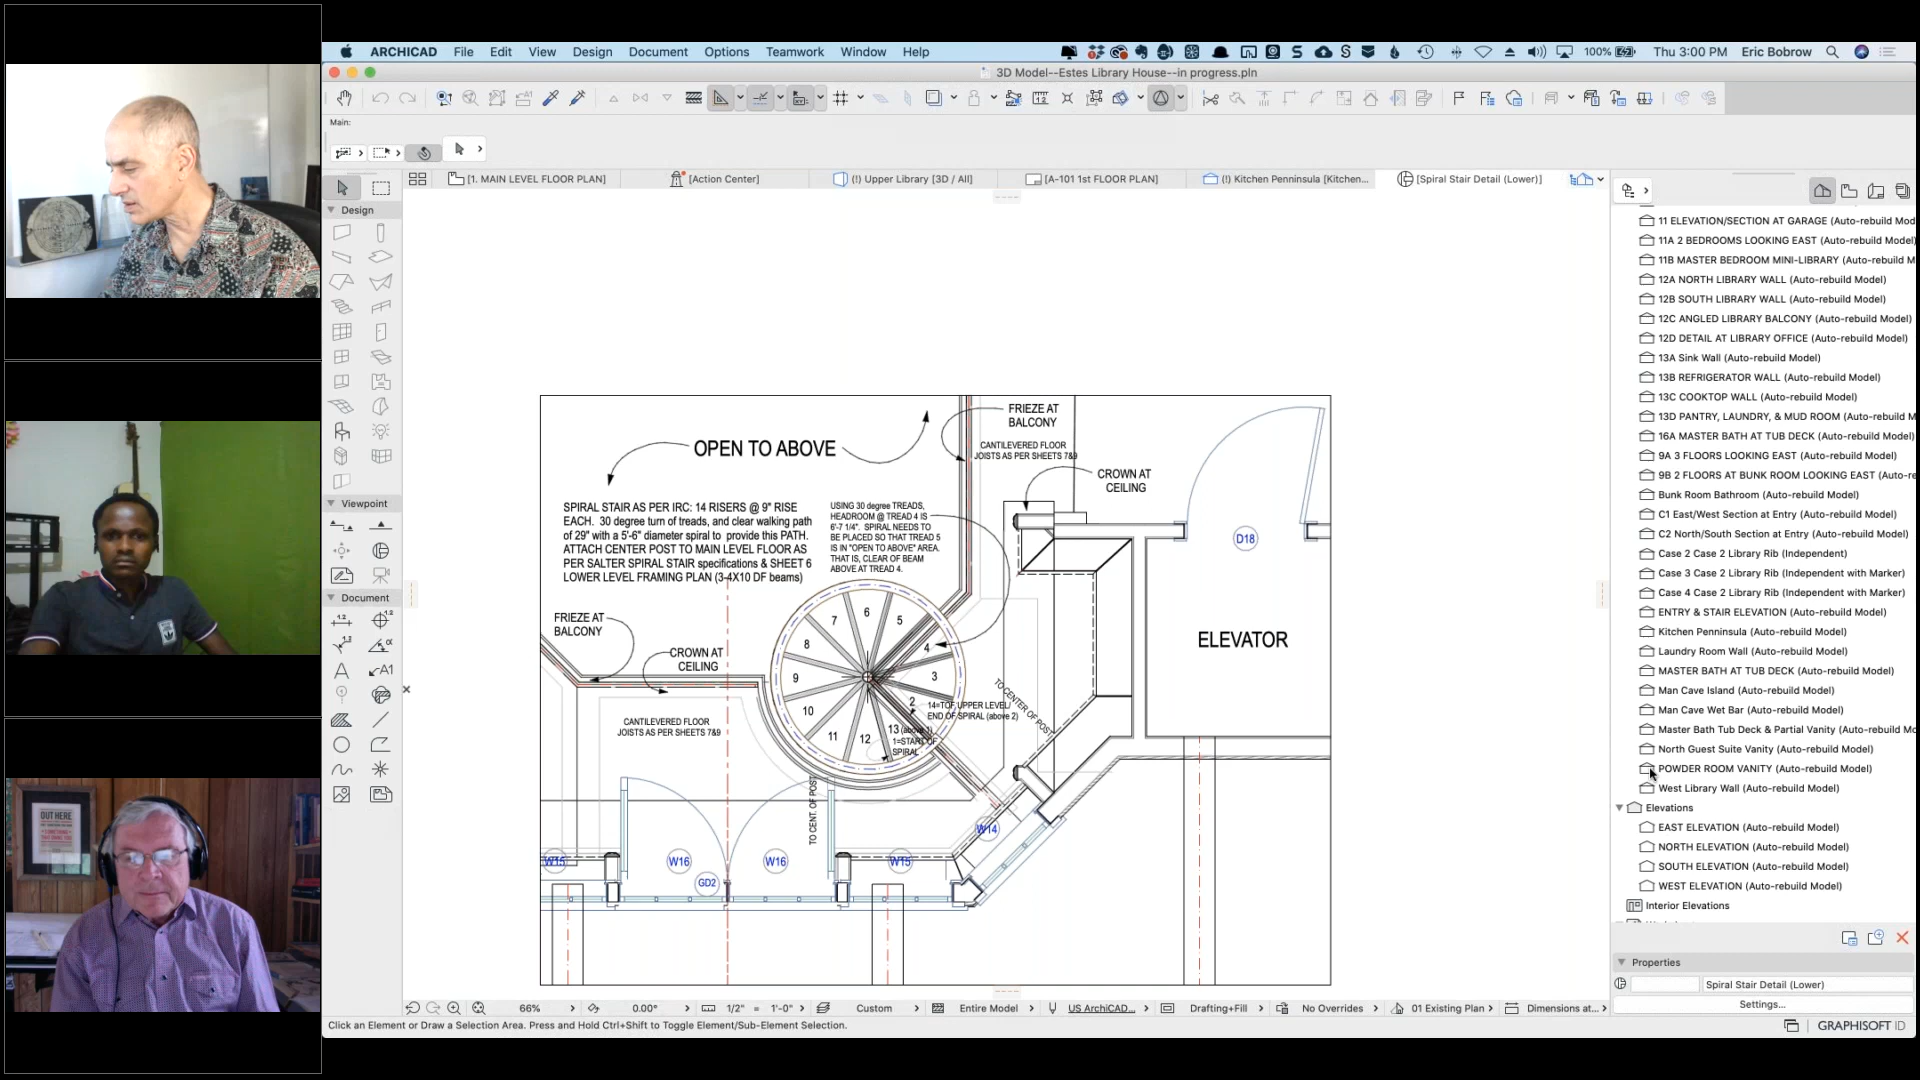 ARCHICAD File Edit View Design Document Options Teamwork Window Help
100% Thu 3:00 PM Eric Bobrow
3D Model--Estes Library House--in progress.pln
Main:
[1. MAIN LEVEL FLOOR PLAN]
[Action Center]
(!) Upper Library [3D / All]
[A-101 1st FLOOR PLAN]
(!) Kitchen Penninsula [Kitchen...
[Spiral Stair Detail (Lower)]
Design
Viewpoint
Document
OPEN TO ABOVE
FRIEZE AT
BALCONY
CANTILEVERED FLOOR
JOISTS AS PER SHEETS 7&9
CROWN AT
CEILING
SPIRAL STAIR AS PER IRC: 14 RISERS @ 9" RISE
EACH. 30 degree turn of treads, and clear walking path
of 29" with a 5'-6" diameter spiral to provide this PATH.
ATTACH CENTER POST TO MAIN LEVEL FLOOR AS
PER SALTER SPIRAL STAIR specifications & SHEET 6
LOWER LEVEL FRAMING PLAN (3-4X10 DF beams)
USING 30 degree TREADS,
HEADROOM @ TREAD 4 IS
6'-7 1/4". SPIRAL NEEDS TO
BE PLACED SO THAT TREAD 5
IS IN "OPEN TO ABOVE" AREA.
THAT IS, CLEAR OF BEAM
ABOVE AT TREAD 4.
D18
ELEVATOR
FRIEZE AT
BALCONY
CROWN AT
CEILING
CANTILEVERED FLOOR
JOISTS AS PER SHEETS 7&9
6
7
5
8
4
9
3
10
2
11
12
13 (above 1)
1=START OF
SPIRAL
14=TOF UPPER LEVEL/
END OF SPIRAL (above 2)
TO CENTER OF POST
TO CENT. OF POST
W14
W15
W16
W16
W15
GD2
11 ELEVATION/SECTION AT GARAGE (Auto-rebuild Mod
11A 2 BEDROOMS LOOKING EAST (Auto-rebuild Model)
11B MASTER BEDROOM MINI-LIBRARY (Auto-rebuild M
12A NORTH LIBRARY WALL (Auto-rebuild Model)
12B SOUTH LIBRARY WALL (Auto-rebuild Model)
12C ANGLED LIBRARY BALCONY (Auto-rebuild Model)
12D DETAIL AT LIBRARY OFFICE (Auto-rebuild Model)
13A Sink Wall (Auto-rebuild Model)
13B REFRIGERATOR WALL (Auto-rebuild Model)
13C COOKTOP WALL (Auto-rebuild Model)
13D PANTRY, LAUNDRY, & MUD ROOM (Auto-rebuild M
16A MASTER BATH AT TUB DECK (Auto-rebuild Model)
9A 3 FLOORS LOOKING EAST (Auto-rebuild Model)
9B 2 FLOORS AT BUNK ROOM LOOKING EAST (Auto-re
Bunk Room Bathroom (Auto-rebuild Model)
C1 East/West Section at Entry (Auto-rebuild Model)
C2 North/South Section at Entry (Auto-rebuild Model)
Case 2 Case 2 Library Rib (Independent)
Case 3 Case 2 Library Rib (Independent with Marker)
Case 4 Case 2 Library Rib (Independent with Marker)
ENTRY & STAIR ELEVATION (Auto-rebuild Model)
Kitchen Penninsula (Auto-rebuild Model)
Laundry Room Wall (Auto-rebuild Model)
MASTER BATH AT TUB DECK (Auto-rebuild Model)
Man Cave Island (Auto-rebuild Model)
Man Cave Wet Bar (Auto-rebuild Model)
Master Bath Tub Deck & Partial Vanity (Auto-rebuild Mo
North Guest Suite Vanity (Auto-rebuild Model)
POWDER ROOM VANITY (Auto-rebuild Model)
West Library Wall (Auto-rebuild Model)
Elevations
EAST ELEVATION (Auto-rebuild Model)
NORTH ELEVATION (Auto-rebuild Model)
SOUTH ELEVATION (Auto-rebuild Model)
WEST ELEVATION (Auto-rebuild Model)
Interior Elevations
Properties
Spiral Stair Detail (Lower)
Settings...
66% 0.00° 1/2" = 1'-0" Custom Entire Model US ArchiCAD... Drafting+Fill No Overrides 01 Existing Plan Dimensions at...
Click an Element or Draw a Selection Area. Press and Hold Ctrl+Shift to Toggle Element/Sub-Element Selection.
GRAPHISOFT ID
OUT HERE